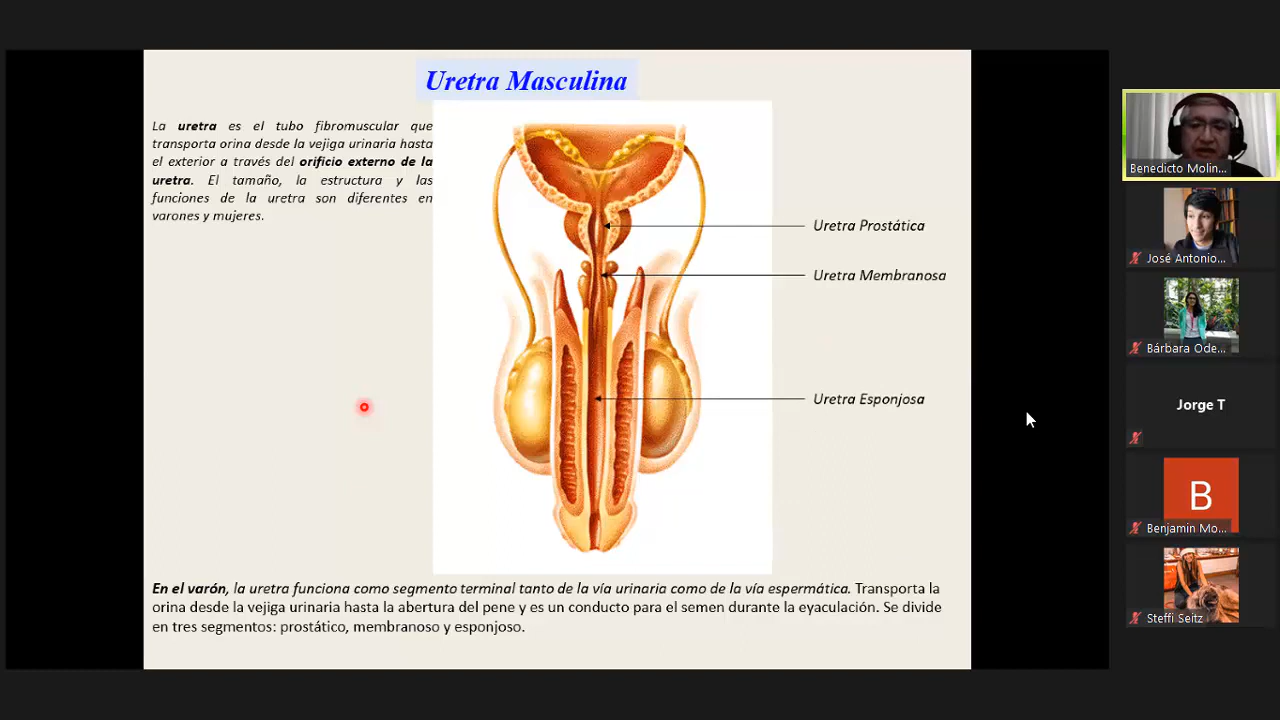 Uretra Masculina
La uretra es el tubo fibromuscular que
transporta orina desde la vejiga urinaria hasta
el exterior a través del orificio externo de la
uretra. El tamaño, la estructura y las
funciones de la uretra son diferentes en
varones y mujeres.
Uretra Prostática
Uretra Membranosa
Uretra Esponjosa
En el varón, la uretra funciona como segmento terminal tanto de la vía urinaria como de la vía espermática. Transporta la
orina desde la vejiga urinaria hasta la abertura del pene y es un conducto para el semen durante la eyaculación. Se divide
en tres segmentos: prostático, membranoso y esponjoso.
Benedicto Molin...
José Antonio...
Bárbara Ode...
Jorge T
B
Benjamin Mo...
Steffi Seitz